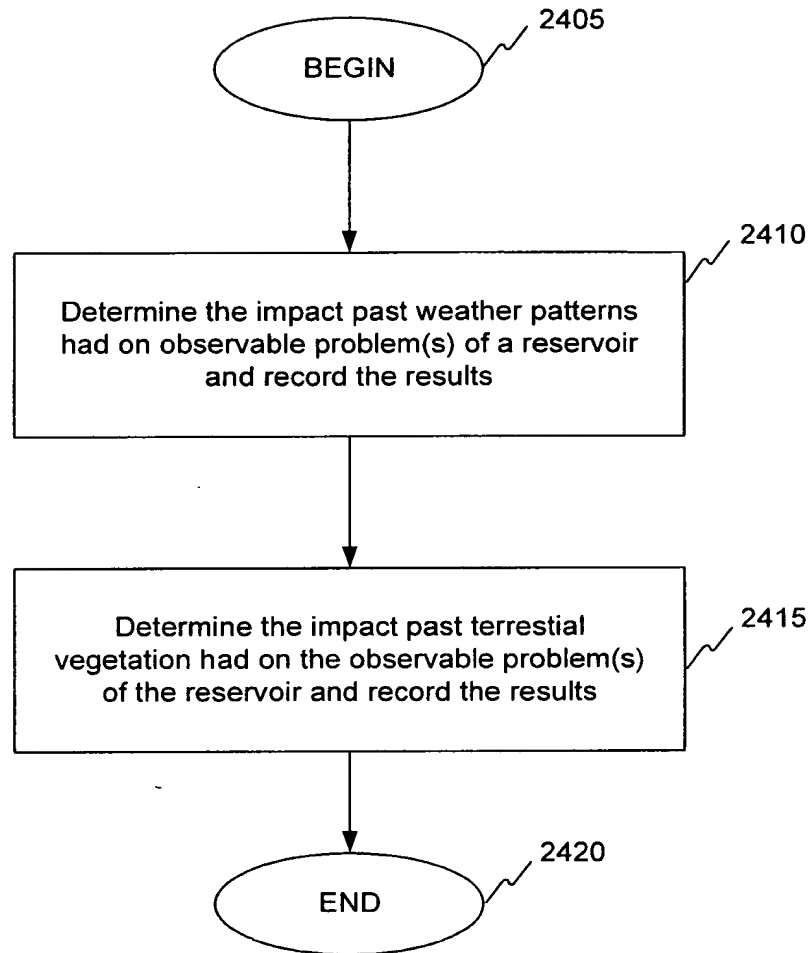 2405
BEGIN
2410
Determine the impact past weather patterns
had on observable problem(s) of a reservoir
and record the results
2415
Determine the impact past terrestial
vegetation had on the observable problem(s)
of the reservoir and record the results
2420
END